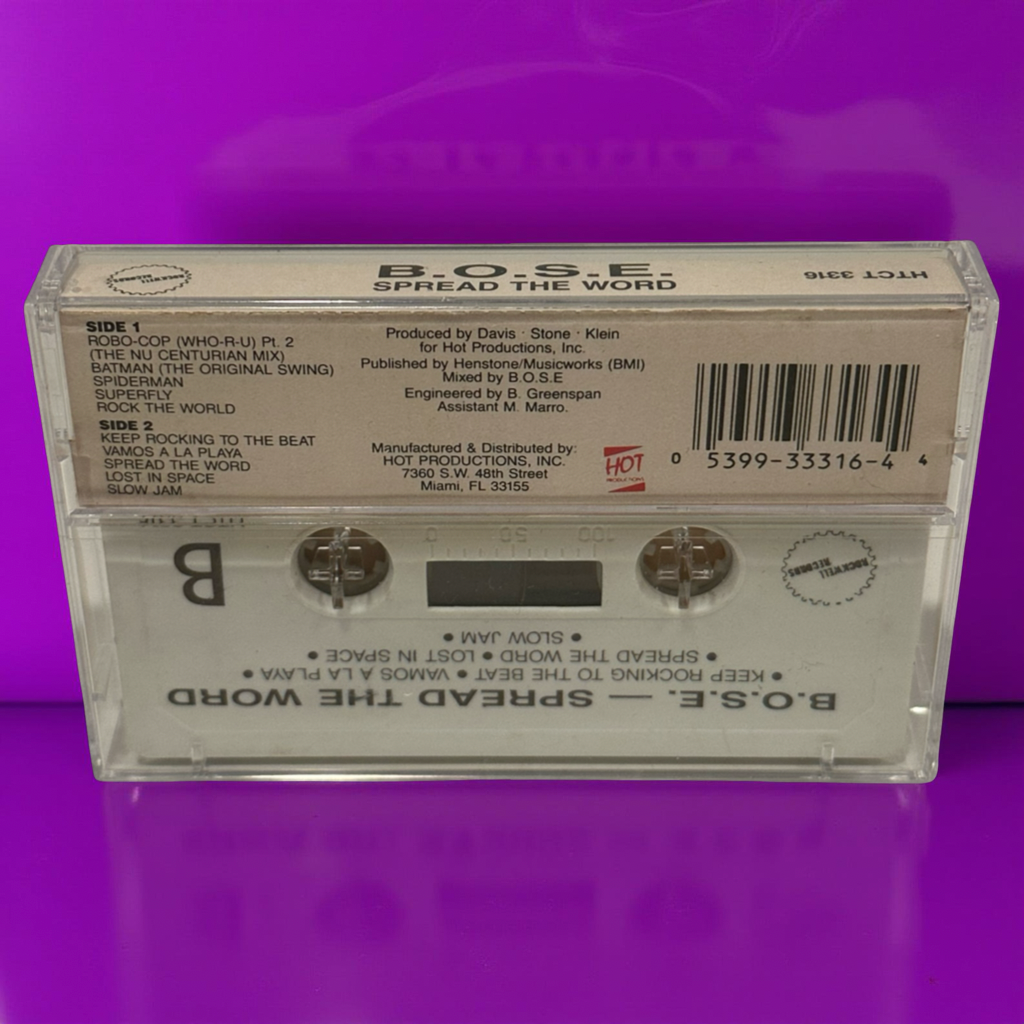 ROCKWELL RECORDS
B.O.S.E.
SPREAD THE WORD
HTCT 3316
SIDE 1
ROBO-COP (WHO-R-U) Pt. 2
(THE NU CENTURIAN MIX)
BATMAN (THE ORIGINAL SWING)
SPIDERMAN
SUPERFLY
ROCK THE WORLD
SIDE 2
KEEP ROCKING TO THE BEAT
VAMOS A LA PLAYA
SPREAD THE WORD
LOST IN SPACE
SLOW JAM
Produced by Davis · Stone · Klein
for Hot Productions, Inc.
Published by Henstone/Musicworks (BMI)
Mixed by B.O.S.E
Engineered by B. Greenspan
Assistant M. Marro.
Manufactured & Distributed by:
HOT PRODUCTIONS, INC.
7360 S.W. 48th Street
Miami, FL 33155
HOT
PRODUCTIONS
0 5399-33316-4 4
B.O.S.E. — SPREAD THE WORD
• KEEP ROCKING TO THE BEAT • VAMOS A LA PLAYA •
• SPREAD THE WORD • LOST IN SPACE •
• SLOW JAM •
ROCKWELL RECORDS
100 50 0
B